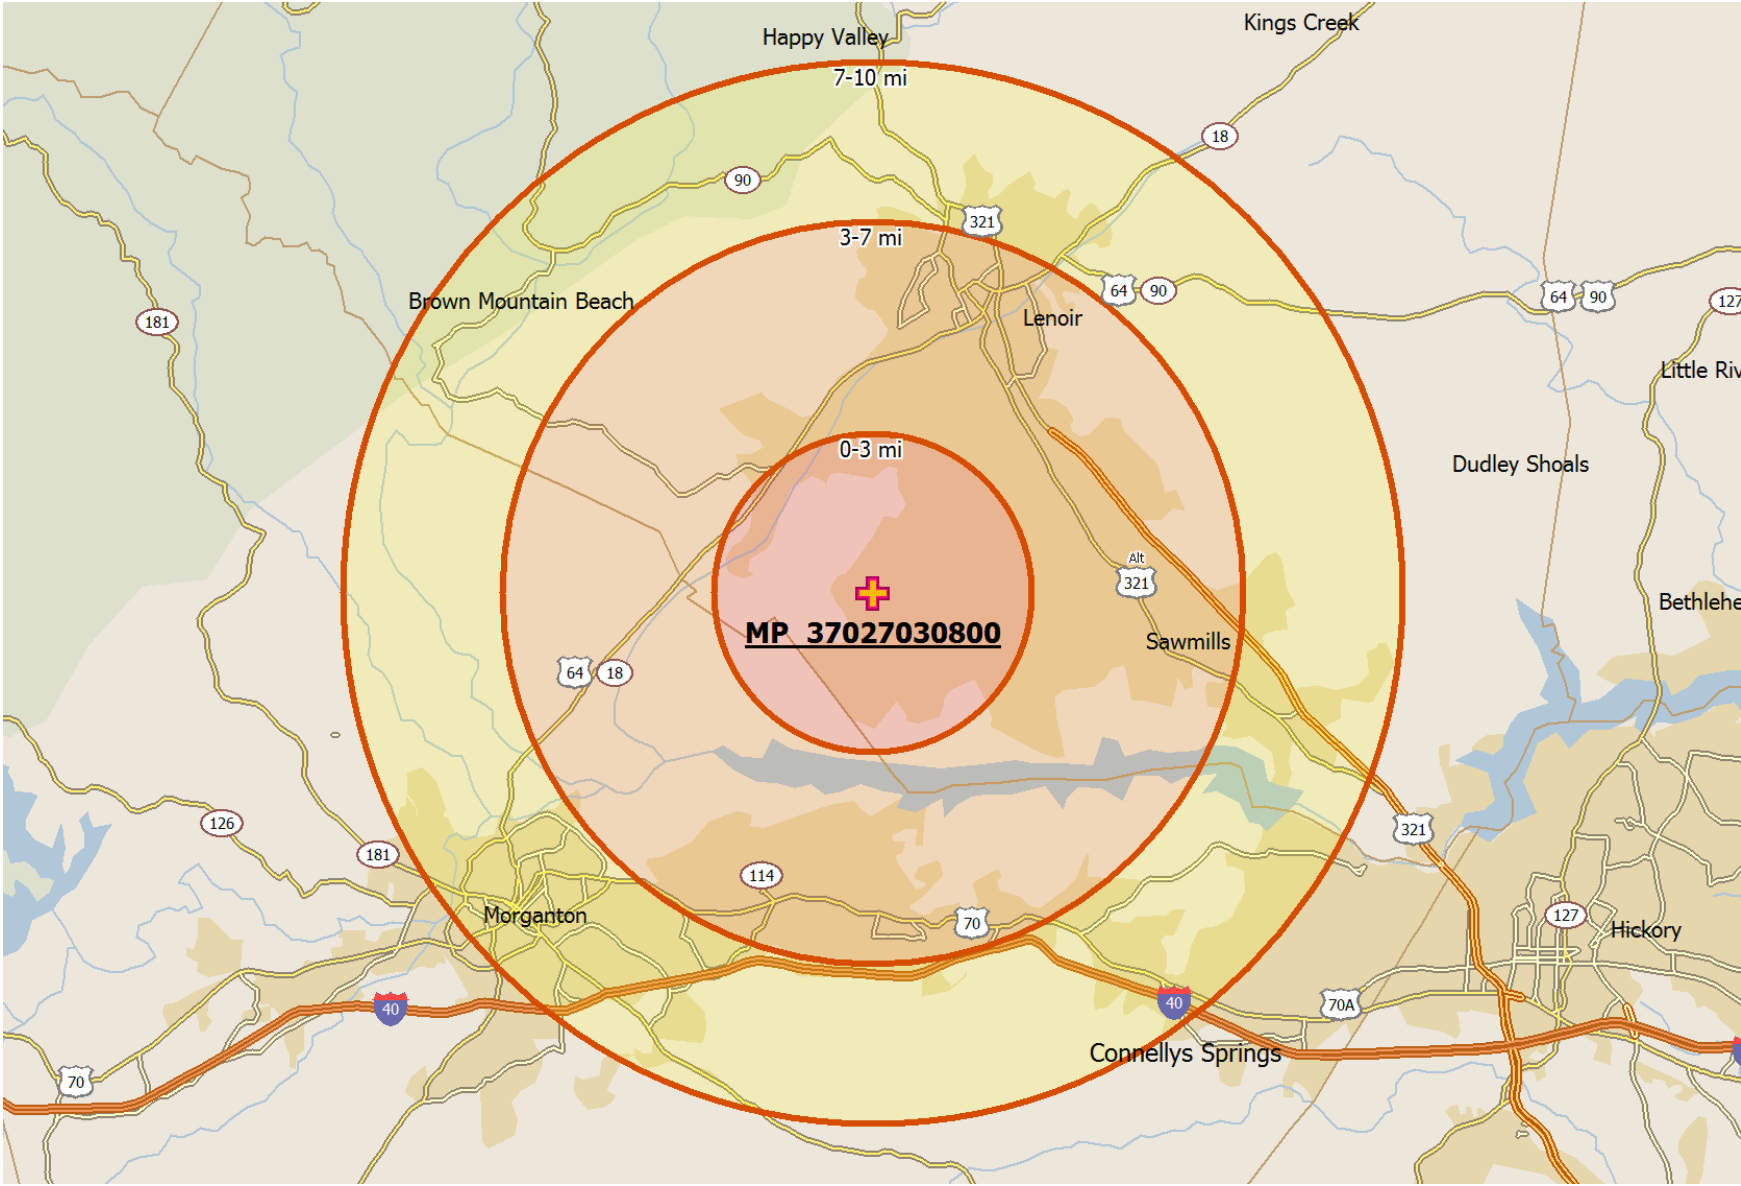 Kings Creek
Happy Valley
7-10 mi
18
90
321
3-7 mi
64
90
64
90
127
Brown Mountain Beach
Lenoir
181
Little Riv
0-3 mi
Dudley Shoals
Alt
321
Bethlehe
MP_37027030800
Sawmills
64
18
126
321
181
114
Morganton
70
127
Hickory
40
40
70A
Connellys Springs
70